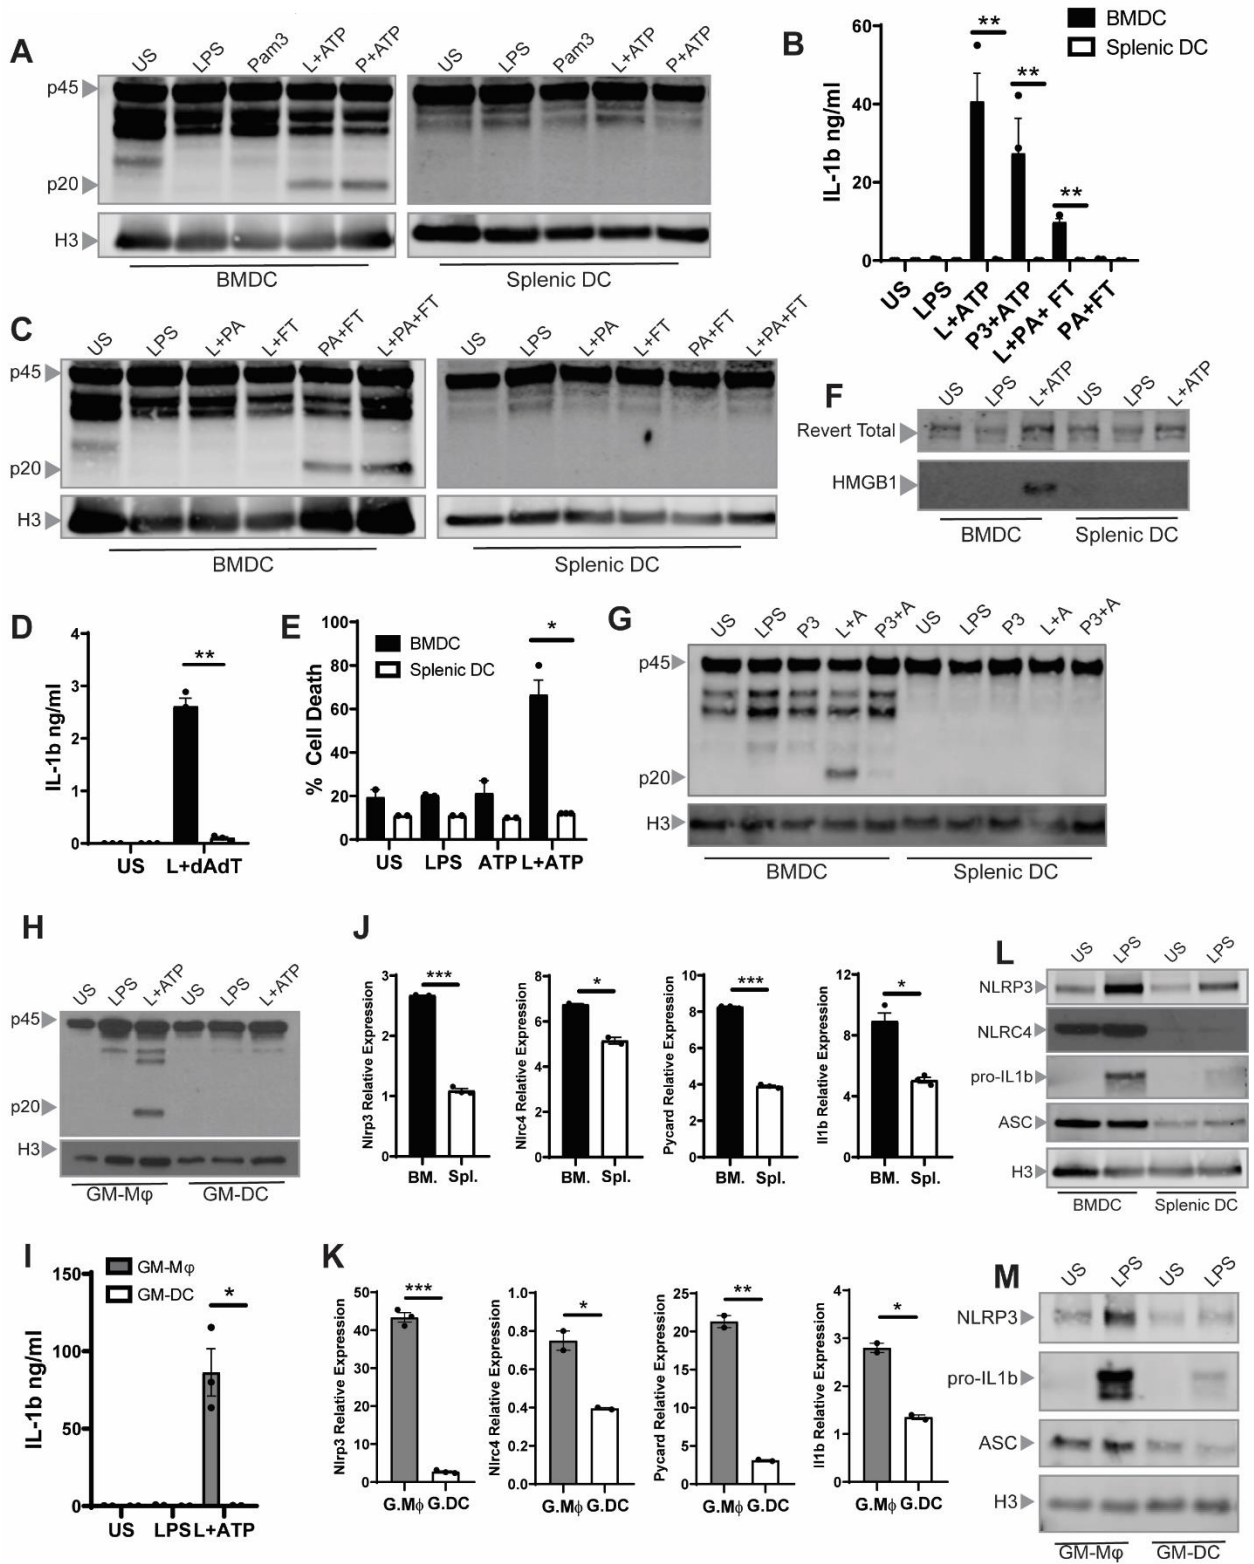 A
US LPS Pam3 L+ATP P+ATP US LPS Pam3 L+ATP P+ATP
p45
p20
H3
BMDC Splenic DC
B
BMDC
Splenic DC
IL-1b ng/ml
60
40
20
0
** ** **
US LPS L+ATP P3+ATP L+PA+ FT PA+FT
C
US LPS L+PA L+FT PA+FT L+PA+FT US LPS L+PA L+FT PA+FT L+PA+FT
p45
p20
H3
BMDC Splenic DC
F
US LPS L+ATP US LPS L+ATP
Revert Total
HMGB1
BMDC Splenic DC
D
IL-1b ng/ml
4
3
2
1
0
**
US L+dAdT
E
BMDC
Splenic DC
% Cell Death
100
80
60
40
20
0
*
US LPS ATP L+ATP
G
US LPS P3 L+A P3+A US LPS P3 L+A P3+A
p45
p20
H3
BMDC Splenic DC
H
US LPS L+ATP US LPS L+ATP
p45
p20
H3
GM-Mφ GM-DC
J
Nlrp3 Relative Expression
3
2
1
0
***
BM. Spl.
Nlrc4 Relative Expression
8
6
4
2
0
*
BM. Spl.
Pycard Relative Expression
10
8
6
4
2
0
***
BM. Spl.
Il1b Relative Expression
12
8
4
0
*
BM. Spl.
L
US LPS US LPS
NLRP3
NLRC4
pro-IL1b
ASC
H3
BMDC Splenic DC
I
GM-Mφ
GM-DC
IL-1b ng/ml
150
100
50
0
*
US LPS L+ATP
K
Nlrp3 Relative Expression
50
40
30
20
10
0
***
G.Mϕ G.DC
Nlrc4 Relative Expression
1.0
0.8
0.6
0.4
0.2
0.0
*
G.Mϕ G.DC
Pycard Relative Expression
25
20
15
10
5
0
**
G.Mϕ G.DC
Il1b Relative Expression
4
3
2
1
0
*
G.Mϕ G.DC
M
US LPS US LPS
NLRP3
pro-IL1b
ASC
H3
GM-Mφ GM-DC